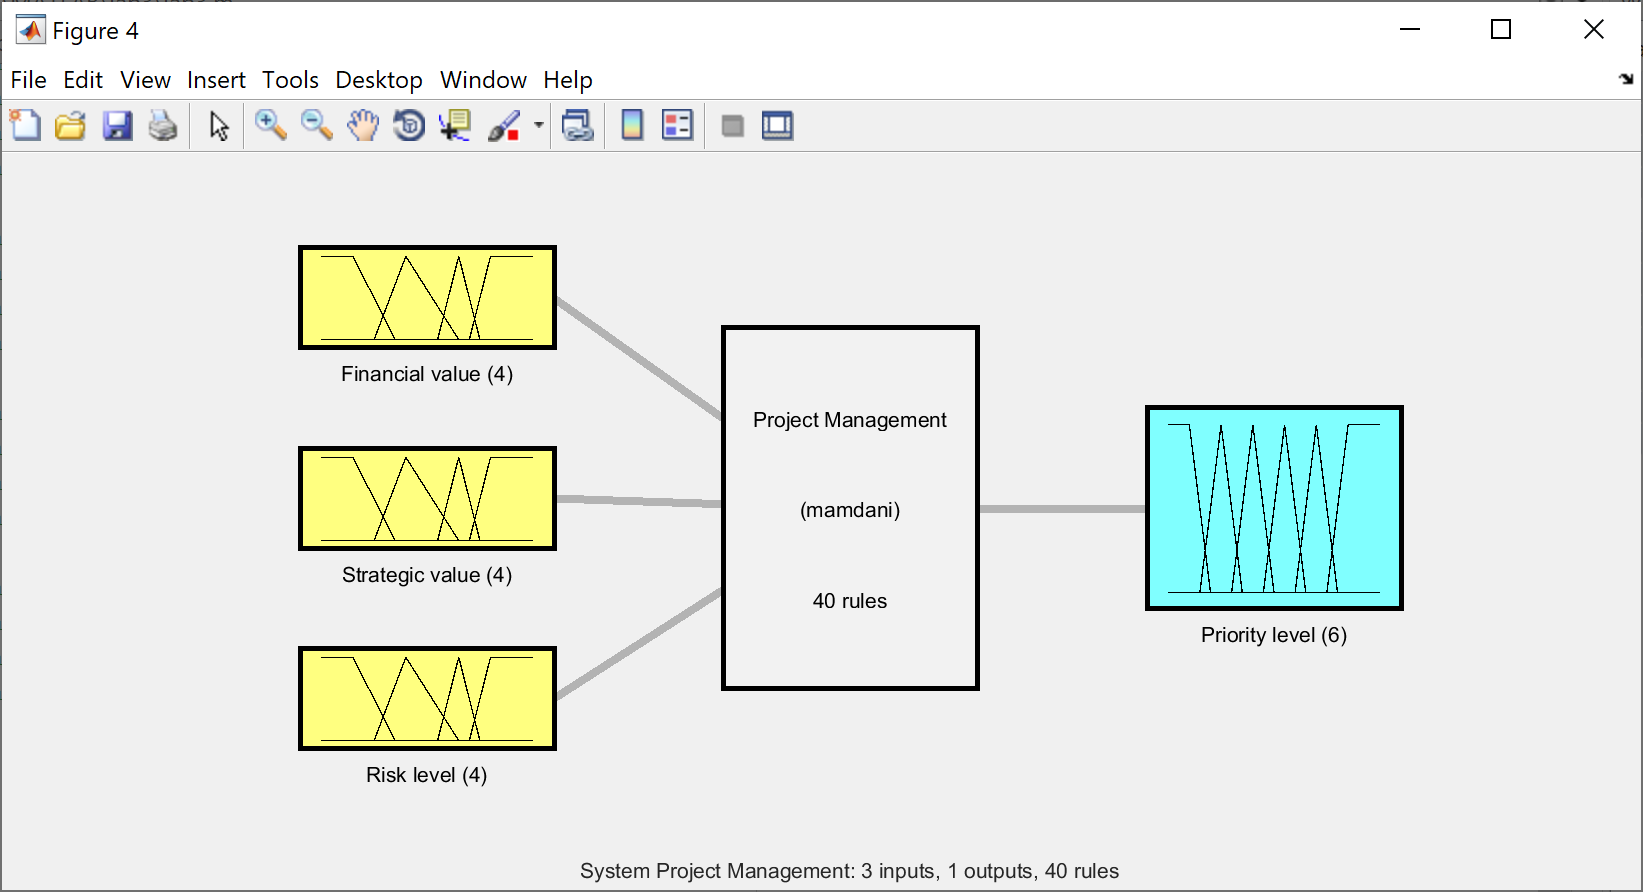 Figure 4
File Edit View Insert Tools Desktop Window Help
Financial value (4)
Strategic value (4)
Risk level (4)
Project Management
(mamdani)
40 rules
Priority level (6)
System Project Management: 3 inputs, 1 outputs, 40 rules